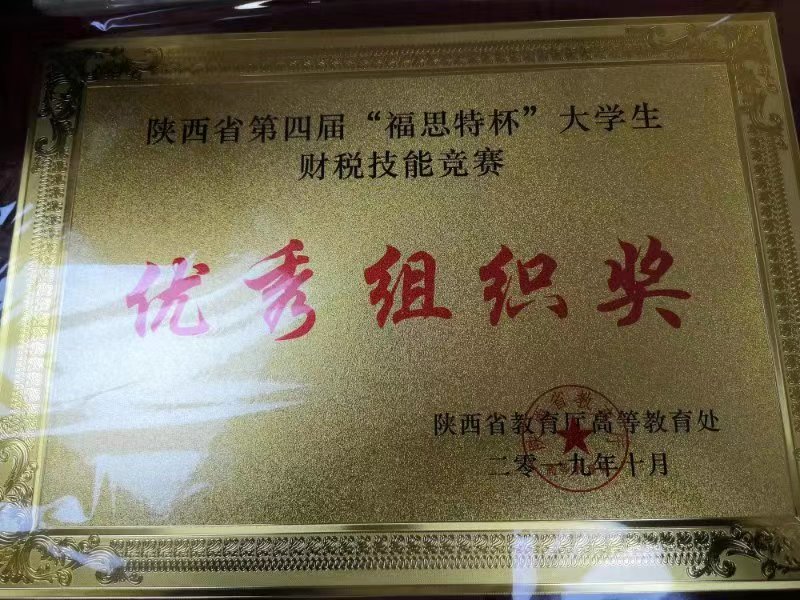 陕西省第四届“福思特杯”大学生
财税技能竞赛
优秀组织奖
陕西省教育厅高等教育处
二零一九年十月